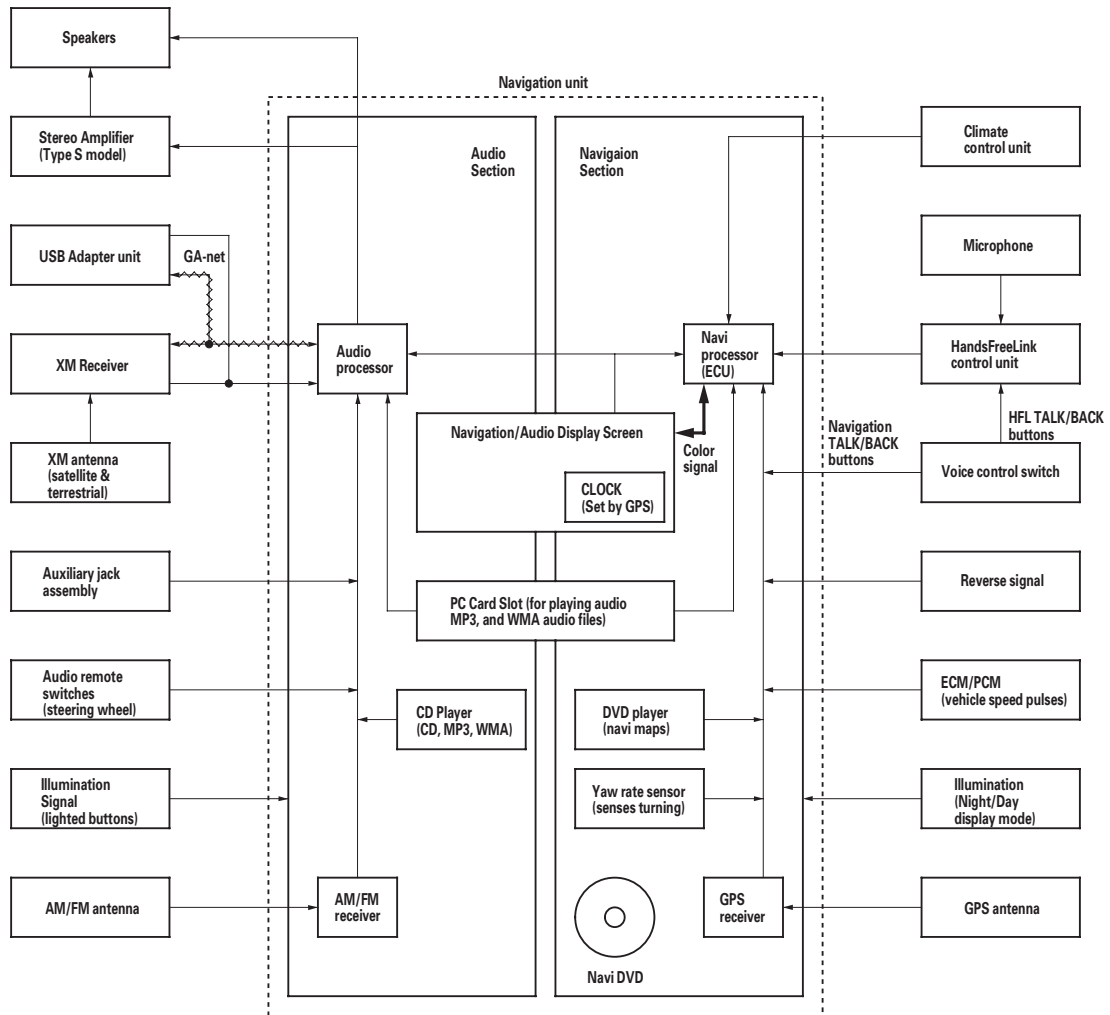 Speakers
Navigation unit
Stereo Amplifier
(Type S model)
Audio
Section
Navigaion
Section
Climate
control unit
USB Adapter unit
GA-net
Microphone
XM Receiver
Audio
processor
Navi
processor
(ECU)
HandsFreeLink
control unit
Navigation/Audio Display Screen
Color
signal
Navigation
TALK/BACK
buttons
HFL TALK/BACK
buttons
XM antenna
(satellite &
terrestrial)
CLOCK
(Set by GPS)
Voice control switch
Auxiliary jack
assembly
PC Card Slot (for playing audio
MP3, and WMA audio files)
Reverse signal
Audio remote
switches
(steering wheel)
CD Player
(CD, MP3, WMA)
DVD player
(navi maps)
ECM/PCM
(vehicle speed pulses)
Illumination
Signal
(lighted buttons)
Yaw rate sensor
(senses turning)
Illumination
(Night/Day
display mode)
AM/FM antenna
AM/FM
receiver
Navi DVD
GPS
receiver
GPS antenna